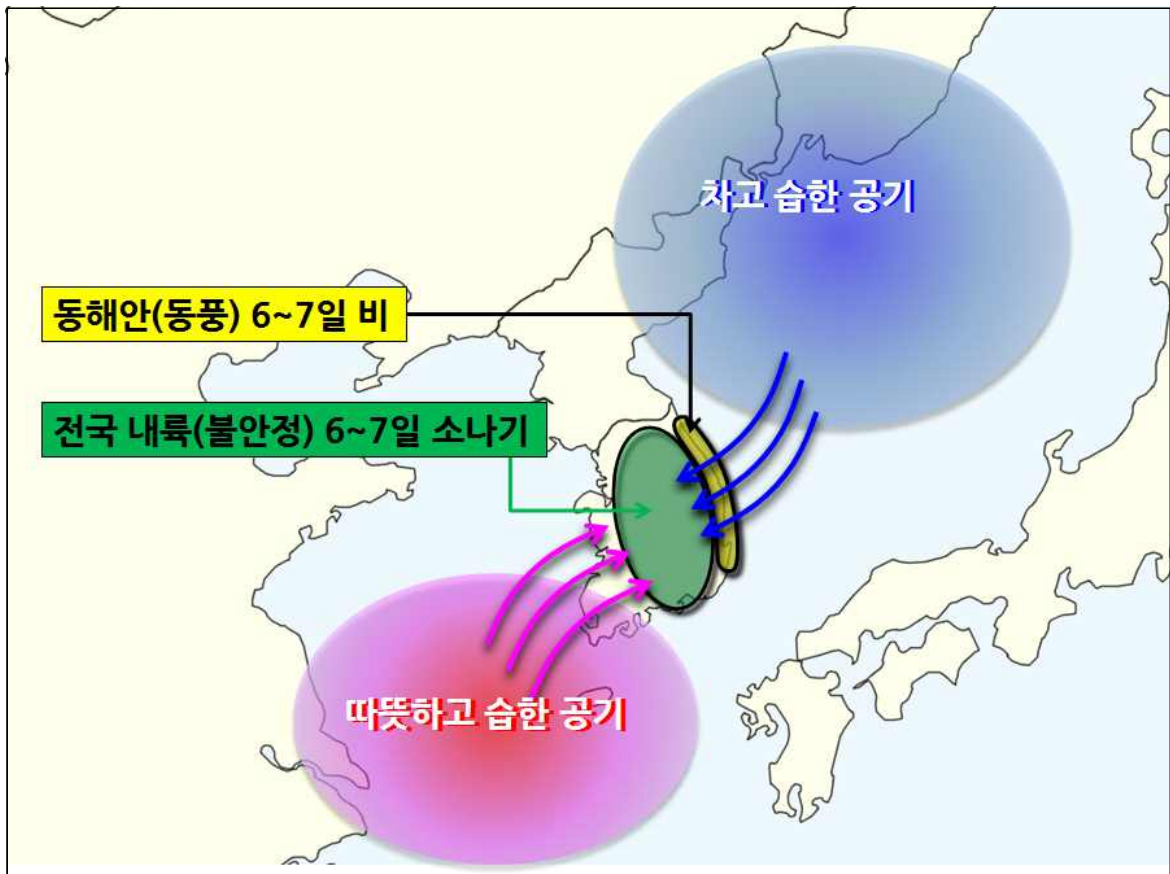 차고 습한 공기
동해안(동풍) 6~7일 비
전국 내륙(불안정) 6~7일 소나기
따뜻하고 습한 공기